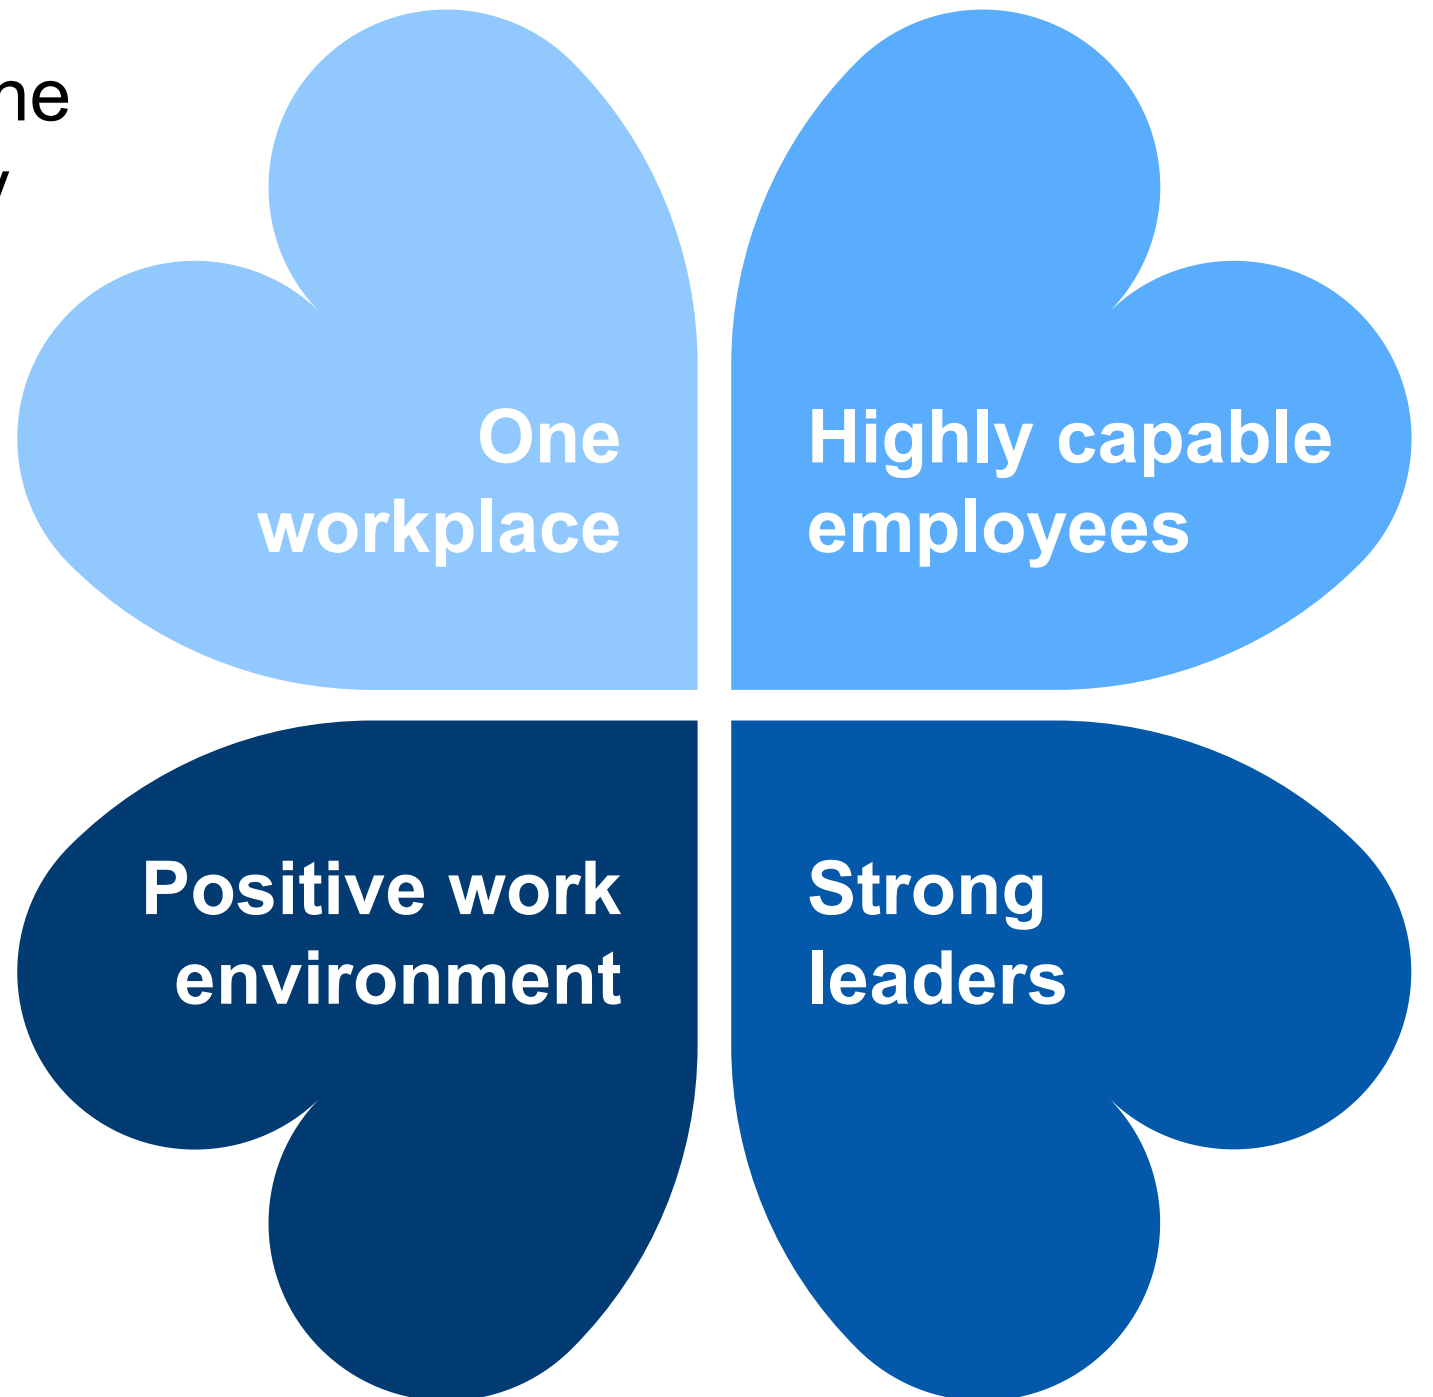 One
workplace
Highly capable
employees
Positive work
environment
Strong
leaders